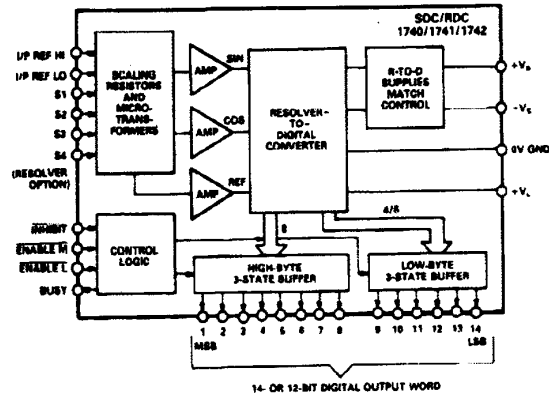 SDC/RDC
1740/1741/1742
I/P REF HI
I/P REF LO
S1
S2
S3
S4
(RESOLVER
OPTION)
SCALING
RESISTORS
AND
MICRO-
TRANS-
FORMERS
AMP
SIN
AMP
COS
AMP
REF
RESOLVER-
TO-
DIGITAL
CONVERTER
R-TO-D
SUPPLIES
MATCH
CONTROL
+VS
-VS
0V GND
+VL
INHIBIT
ENABLE M
ENABLE L
BUSY
CONTROL
LOGIC
8
4/6
HIGH-BYTE
3-STATE BUFFER
LOW-BYTE
3-STATE BUFFER
1 2 3 4 5 6 7 8 9 10 11 12 13 14
MSB LSB
14- OR 12-BIT DIGITAL OUTPUT WORD